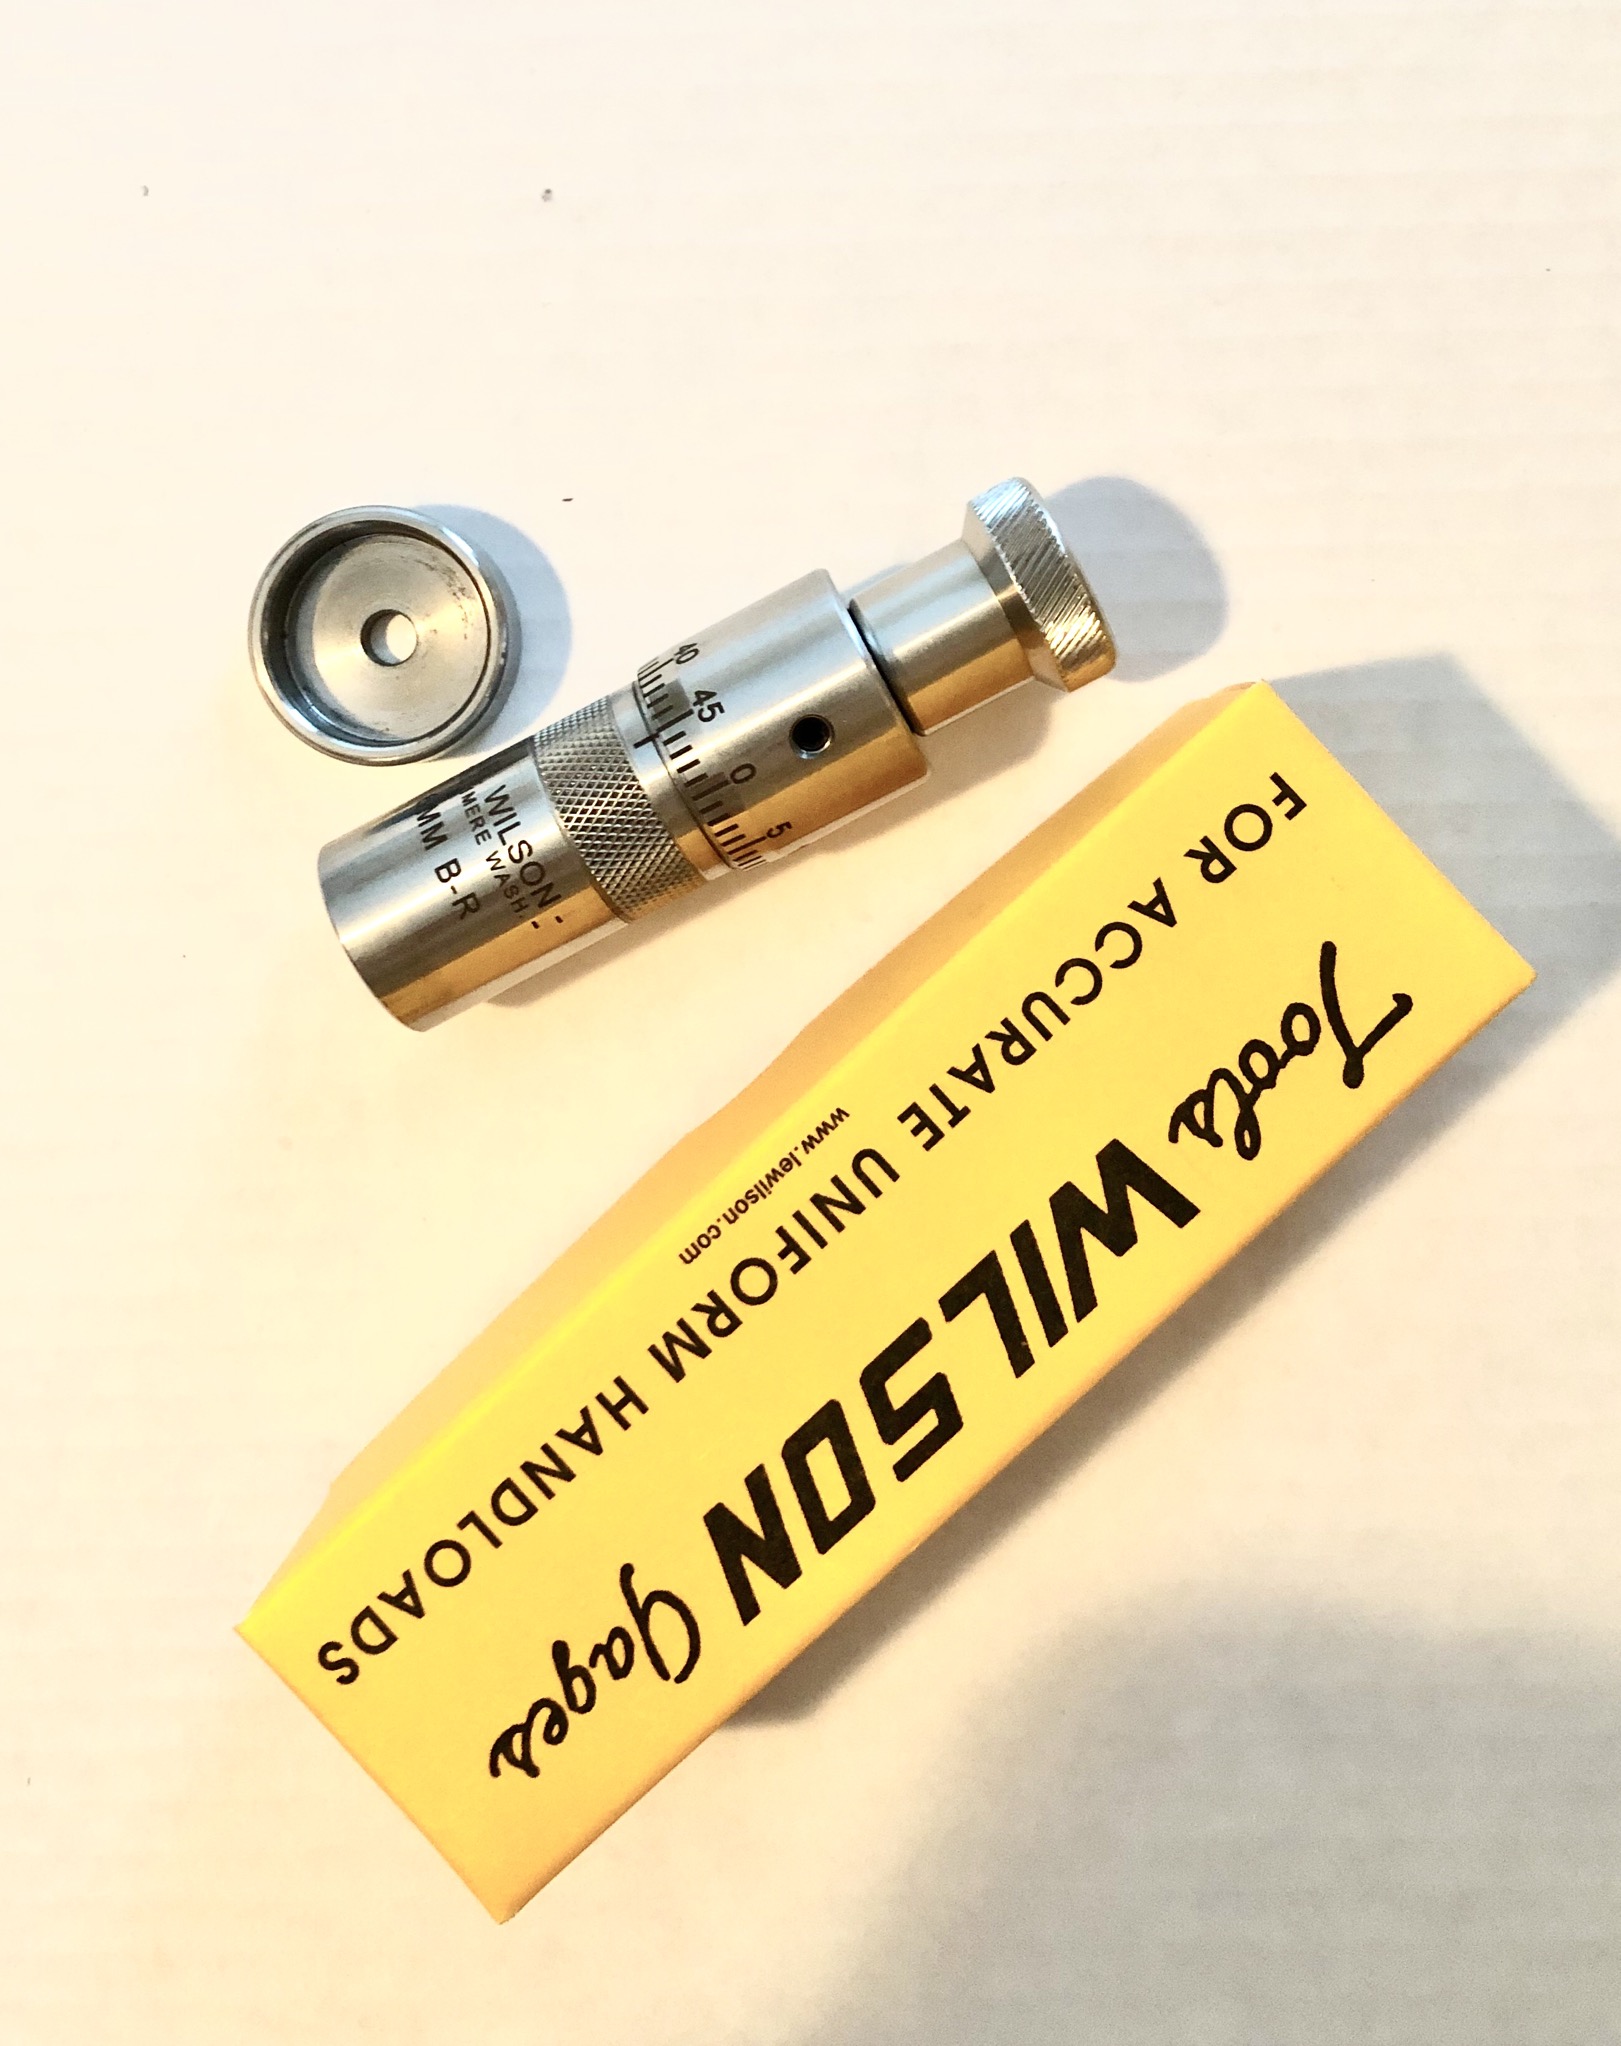 40 45 0 5
WILSON-
MERE WASH.-
MM B-R
Tools WILSON Gages
FOR ACCURATE UNIFORM HANDLOADS
www.lewilson.com